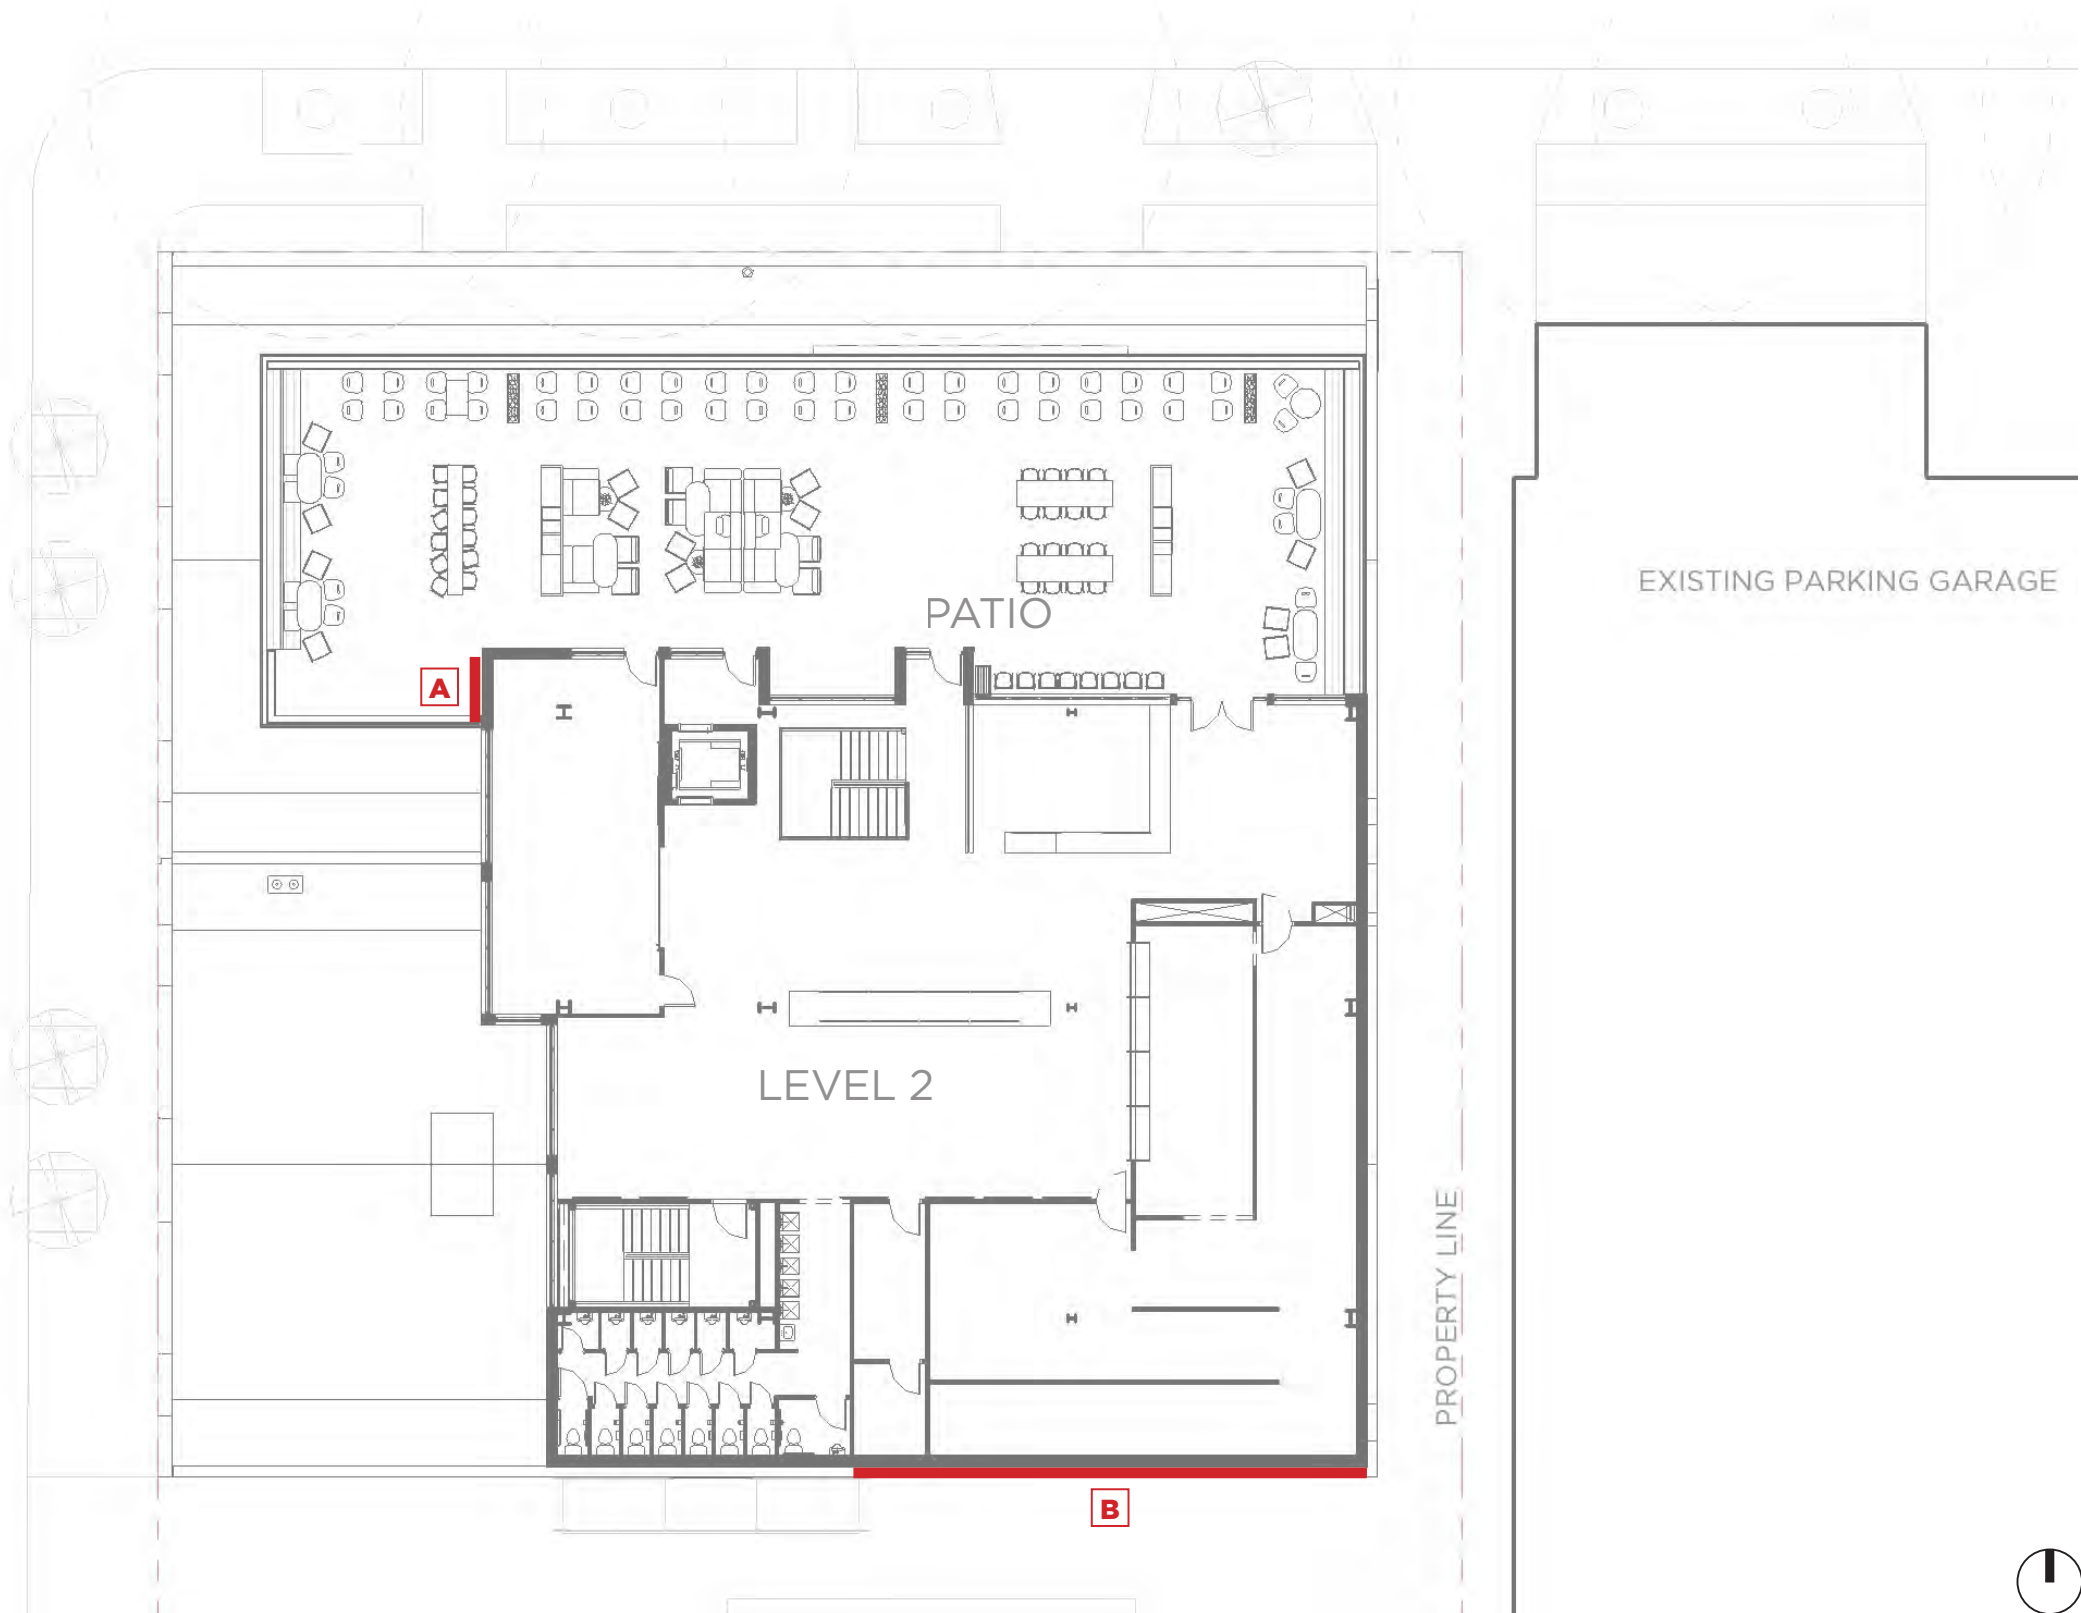 EXISTING PARKING GARAGE
PATIO
A
LEVEL 2
PROPERTY LINE
B